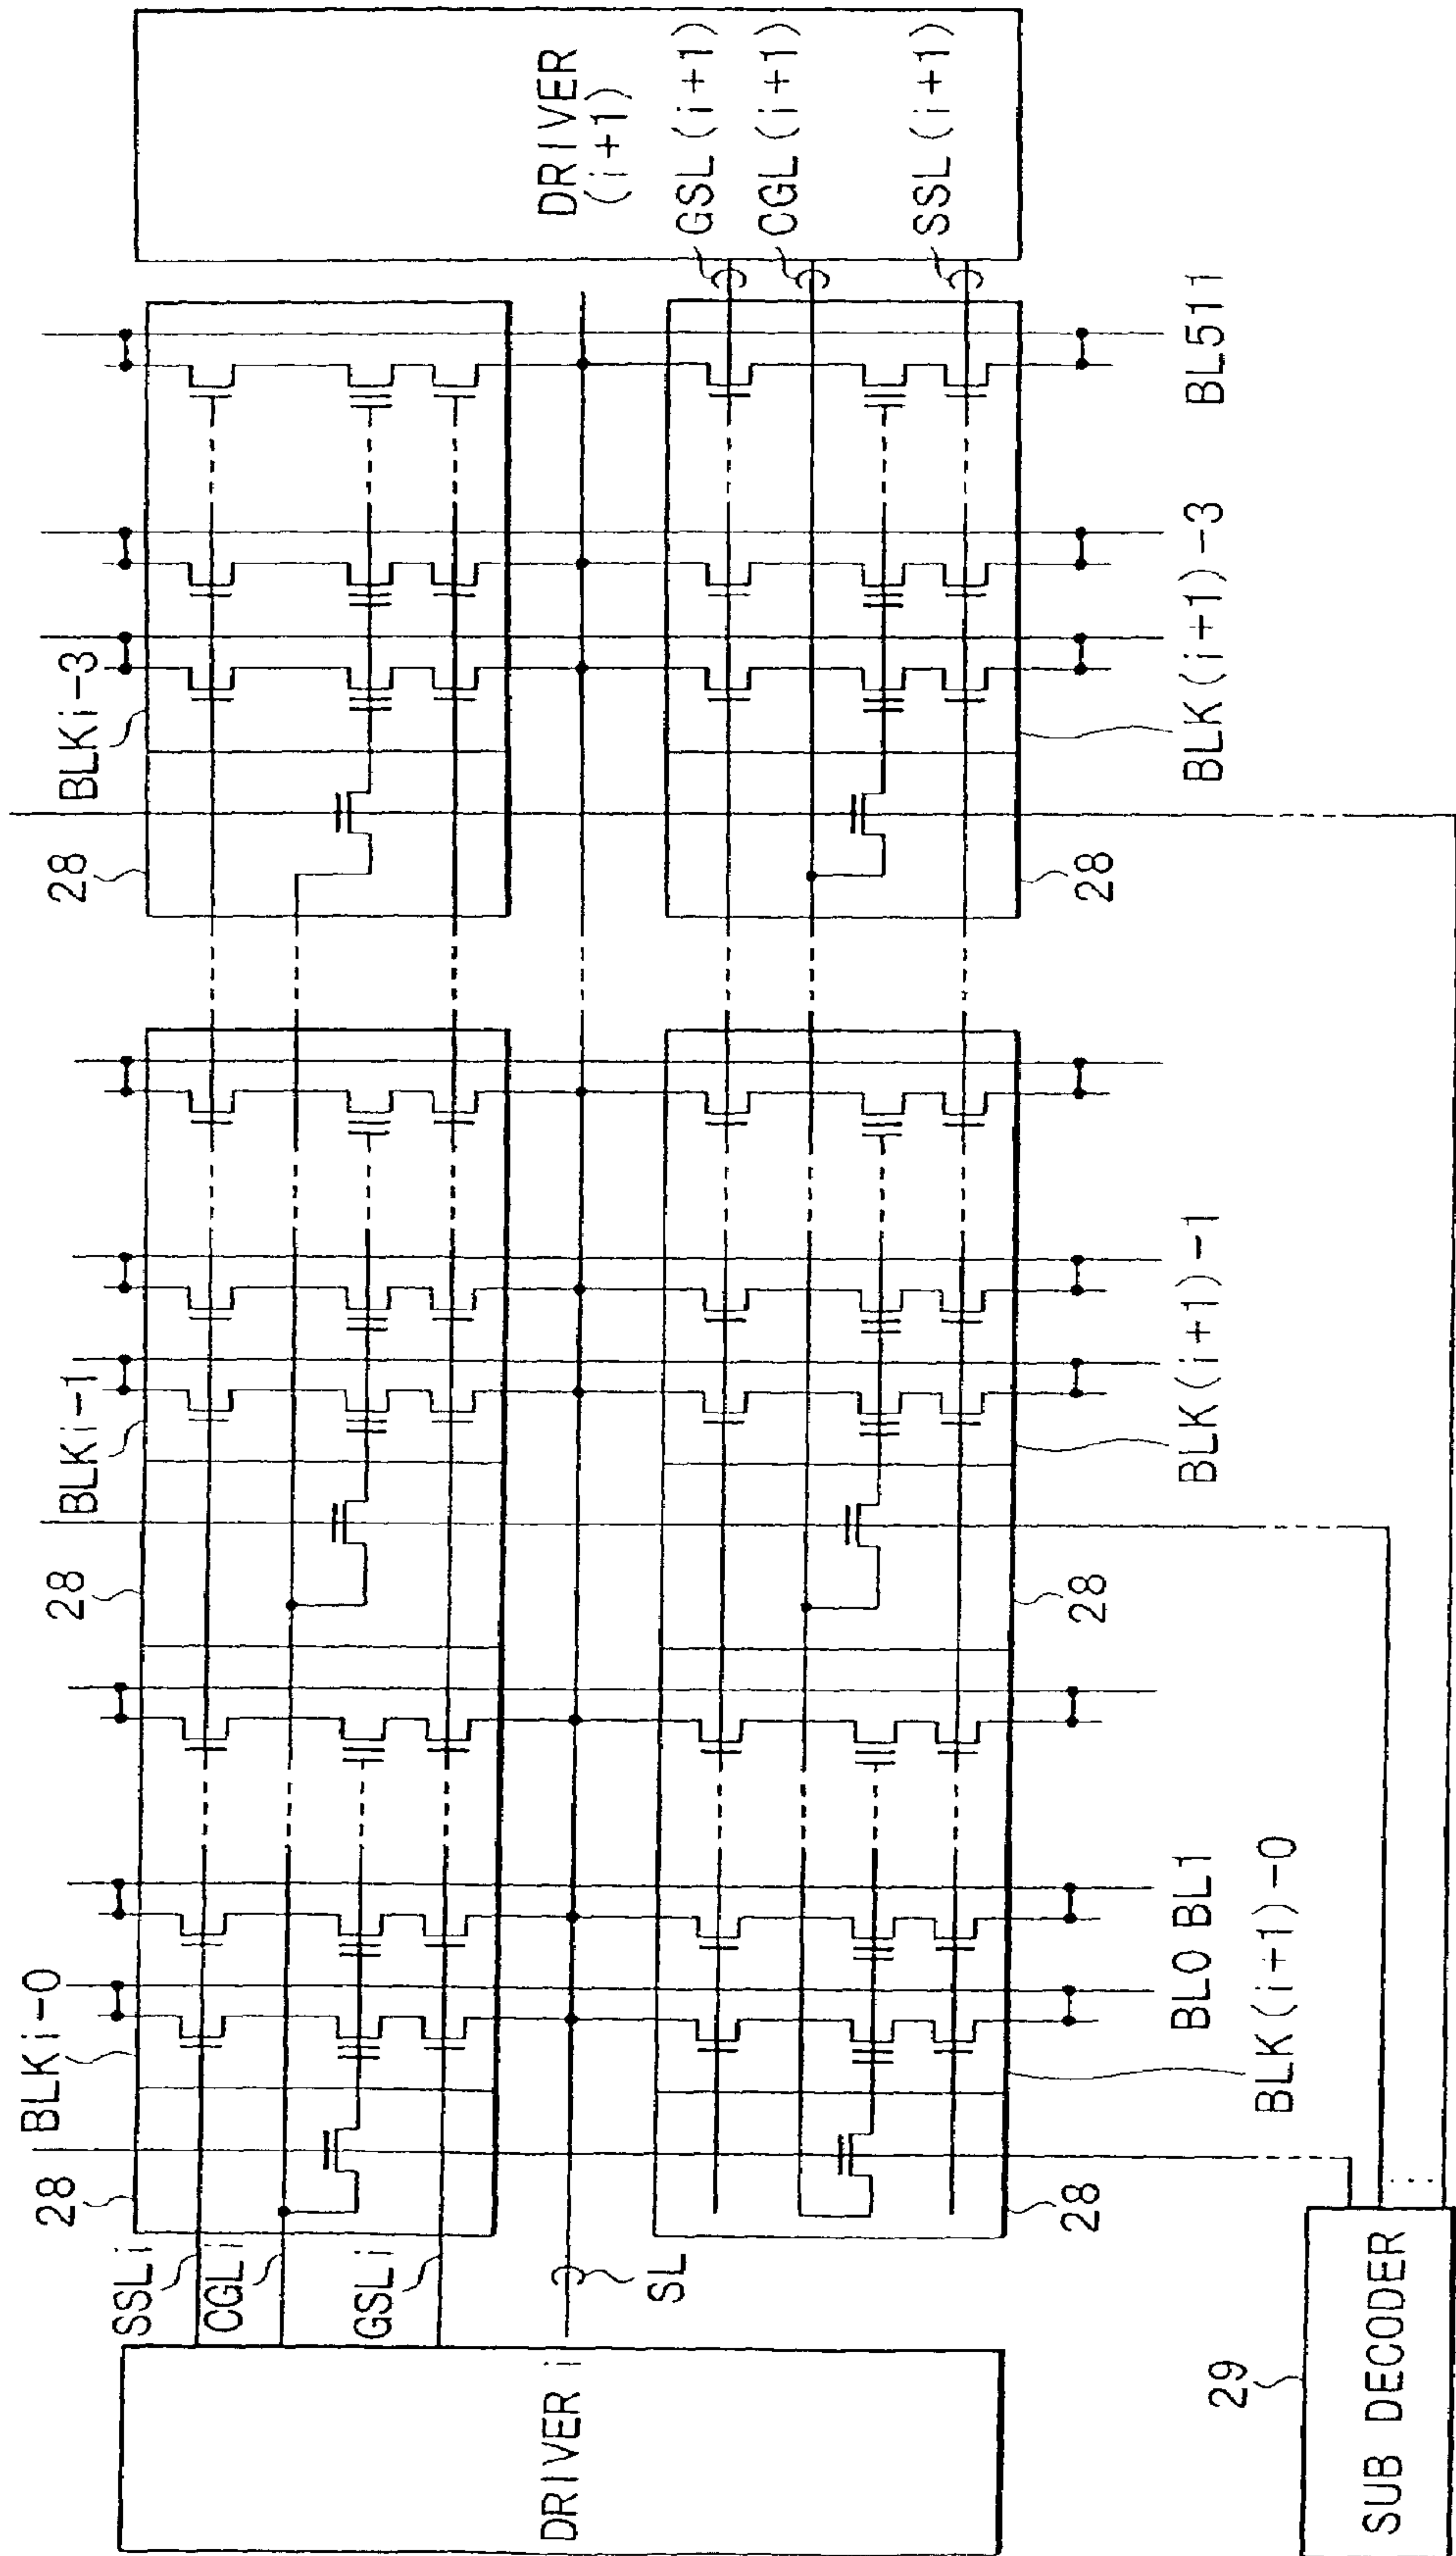 DRIVER i
SSLi
CGLi
GSLi
SL
28
BLKi-0
28
BLKi-1
28
BLKi-3
28
BLK(i+1)-0
BL0 BL1
28
BLK(i+1)-1
28
BLK(i+1)-3
BL511
DRIVER
(i+1)
GSL(i+1)
CGL(i+1)
SSL(i+1)
29
SUB DECODER